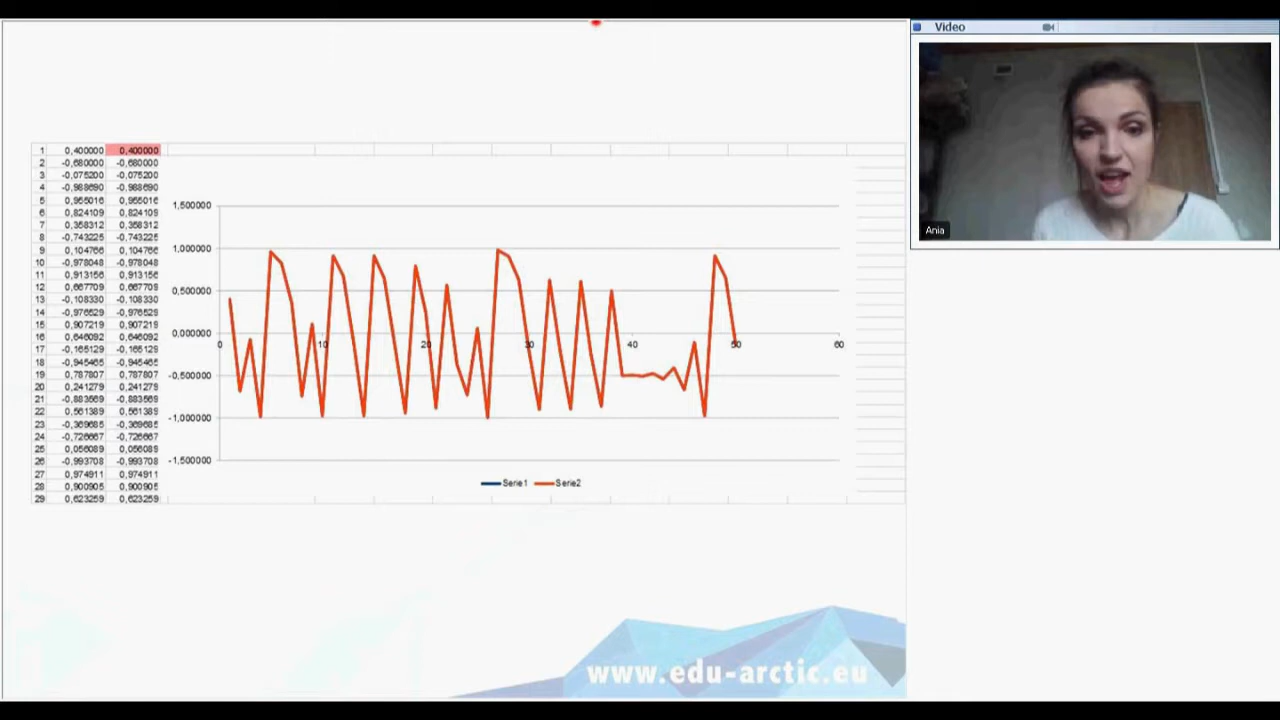 Video
1 0,400000 0,400000
2 -0,680000 -0,680000
3 -0,075200 -0,075200
4 -0,988690 -0,988690
5 0,955016 0,955016
6 0,824109 0,824109
7 0,358312 0,358312
8 -0,743225 -0,743225
9 0,104766 0,104766
10 -0,978048 -0,978048
11 0,913156 0,913156
12 0,667709 0,667709
13 -0,108330 -0,108330
14 -0,976529 -0,976529
15 0,907219 0,907219
16 0,646092 0,646092
17 -0,165129 -0,165129
18 -0,945465 -0,945465
19 0,787807 0,787807
20 0,241279 0,241279
21 -0,883569 -0,883569
22 0,561389 0,561389
23 -0,369685 -0,369685
24 -0,726667 -0,726667
25 0,056089 0,056089
26 -0,993708 -0,993708
27 0,974911 0,974911
28 0,900905 0,900905
29 0,623259 0,623259
1,500000
1,000000
0,500000
0,000000
-0,500000
-1,000000
-1,500000
0 10 20 30 40 50 60
Serie1 Serie2
Ania
www.edu-arctic.eu